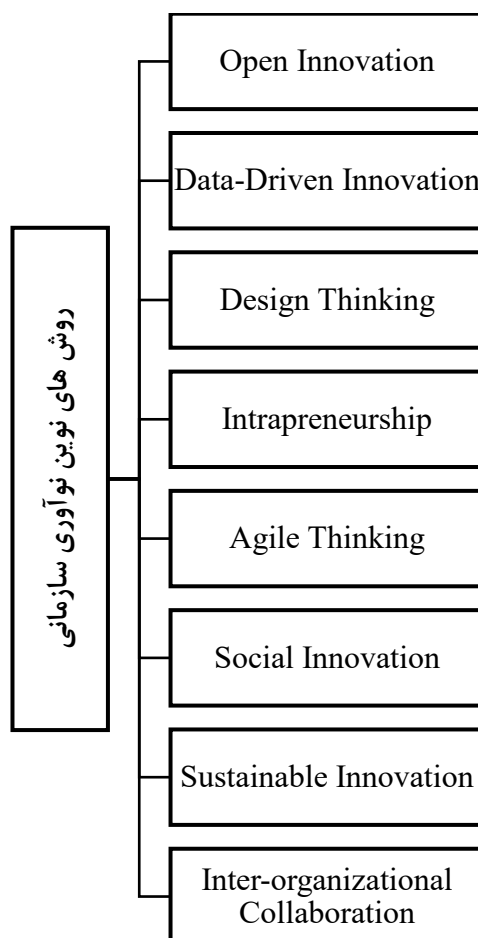 روش های نوین نوآوری سازمانی
Open Innovation
Data-Driven Innovation
Design Thinking
Intrapreneurship
Agile Thinking
Social Innovation
Sustainable Innovation
Inter-organizational
Collaboration